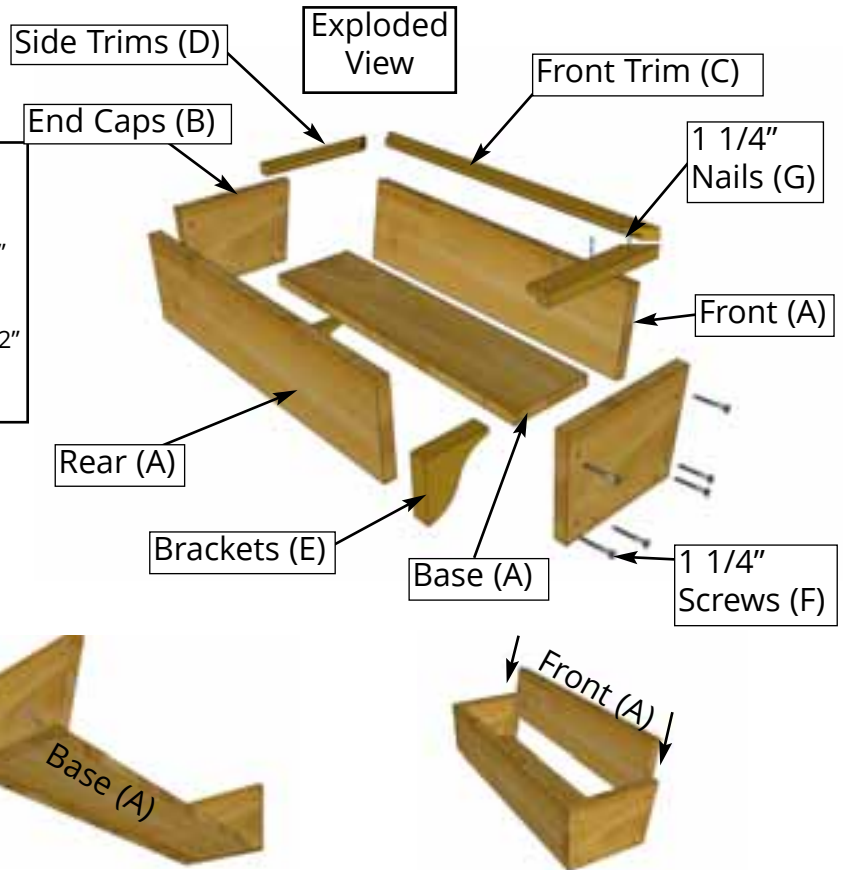 Exploded
View
Side Trims (D)
Front Trim (C)
End Caps (B)
1 1/4”
Nails (G)
”
2”
Front (A)
Rear (A)
Brackets (E)
Base (A)
1 1/4”
Screws (F)
Base (A)
Front (A)